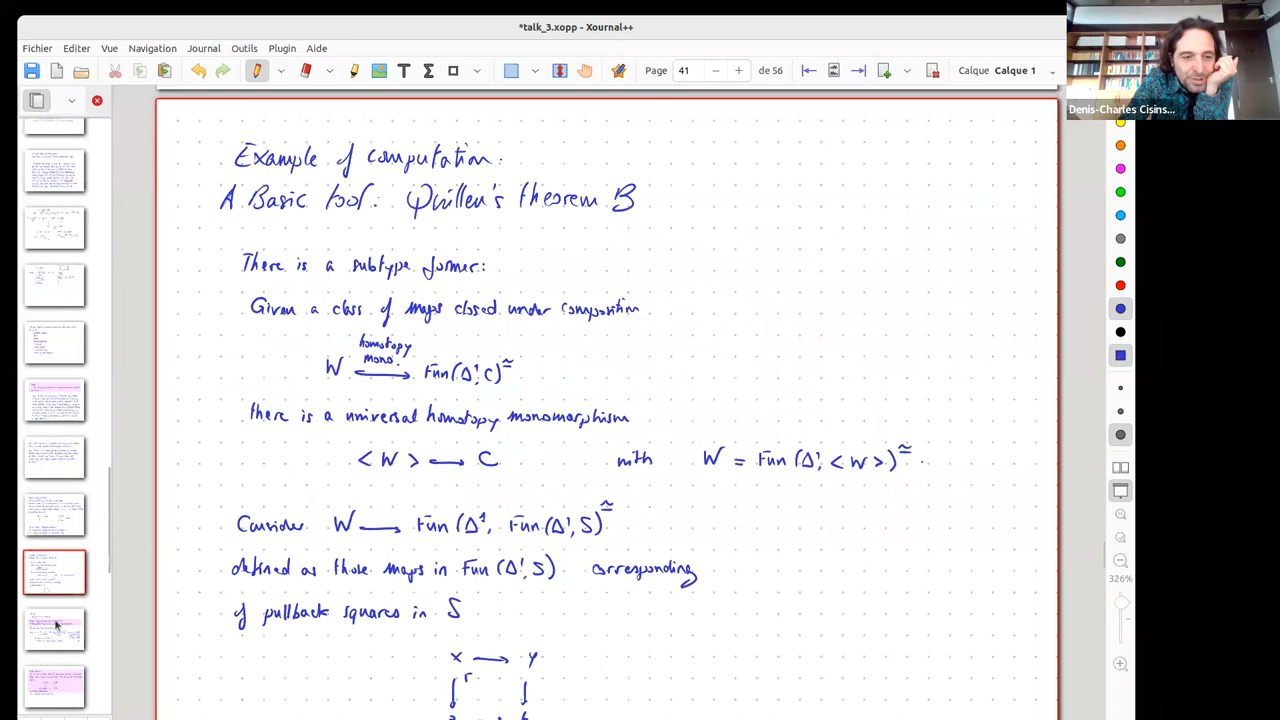 *talk_3.xopp - Xournal++
Fichier Editer Vue Navigation Journal Outils Plugin Aide
Page 41 de 56 Calque Calque 1
Denis-Charles Cisins...
Example of computation:
A Basic tool: Quillen's theorem B
There is a subtype former:
Given a class of maps closed under composition
homotopy
mono.
W ⟶ Fun(Δ¹, C)^≃
there is a universal homotopy monomorphism
<W> ⟶ C with W = Fun(Δ¹, <W>)^≃.
Consider W ⟶ Fun(Δ¹, Fun(Δ¹, S))^≃
defined as those maps in Fun(Δ¹, S) corresponding
of pullback squares in S
x ⟶ y
326%